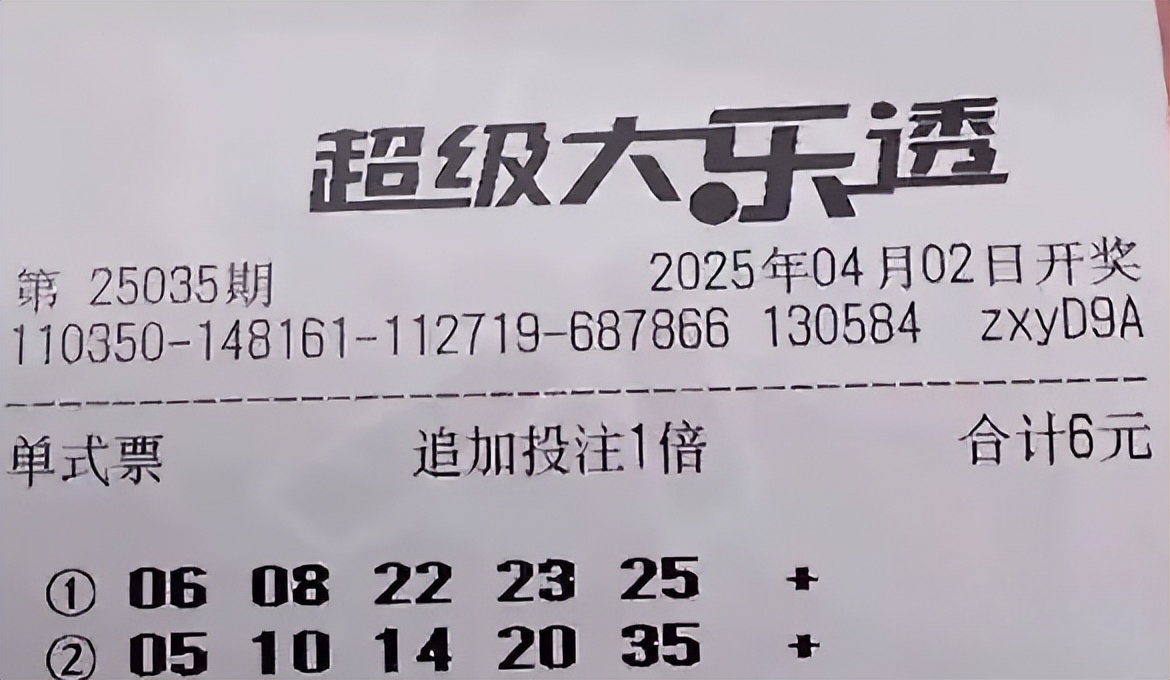 超级大乐透
第 25035期 2025年04月02日开奖
110350-148161-112719-687866 130584 zxyD9A
单式票 追加投注1倍 合计6元
① 06 08 22 23 25 +
② 05 10 14 20 35 +